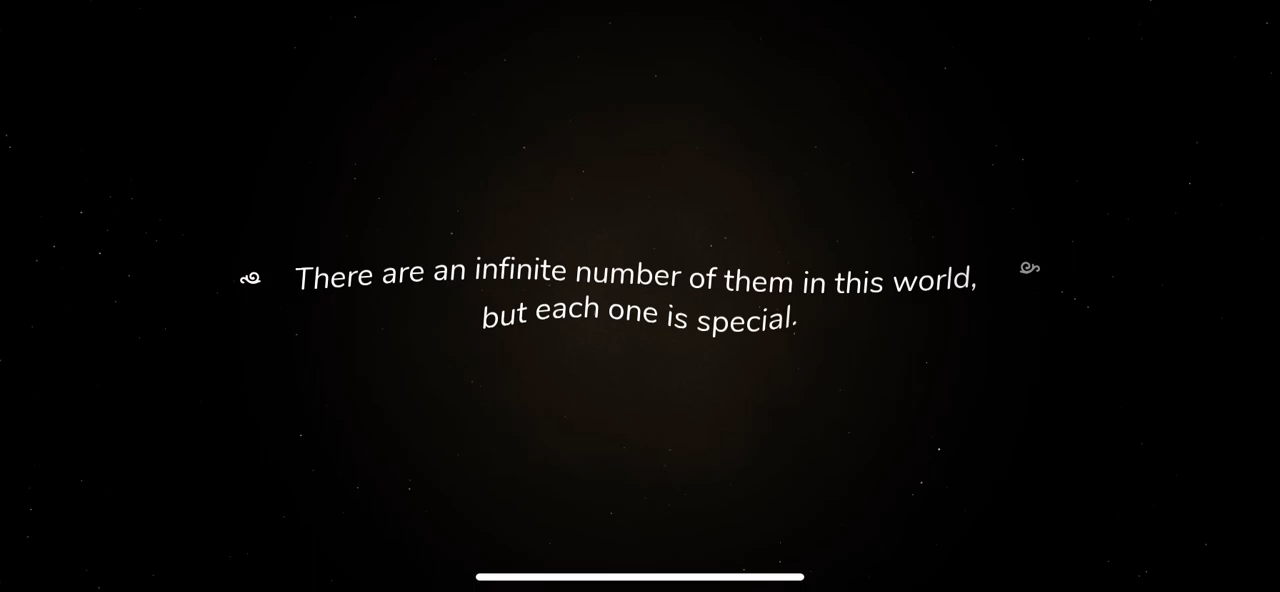 There are an infinite number of them in this world,
but each one is special.